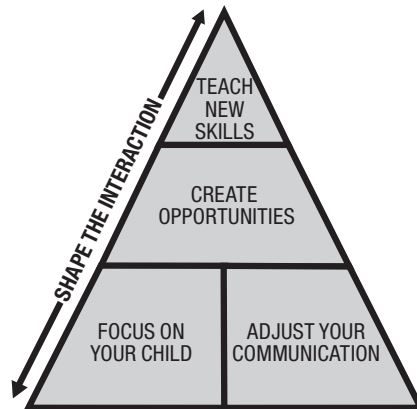 SHAPE THE INTERACTION
TEACH
NEW
SKILLS
CREATE
OPPORTUNITIES
FOCUS ON
YOUR CHILD
ADJUST YOUR
COMMUNICATION